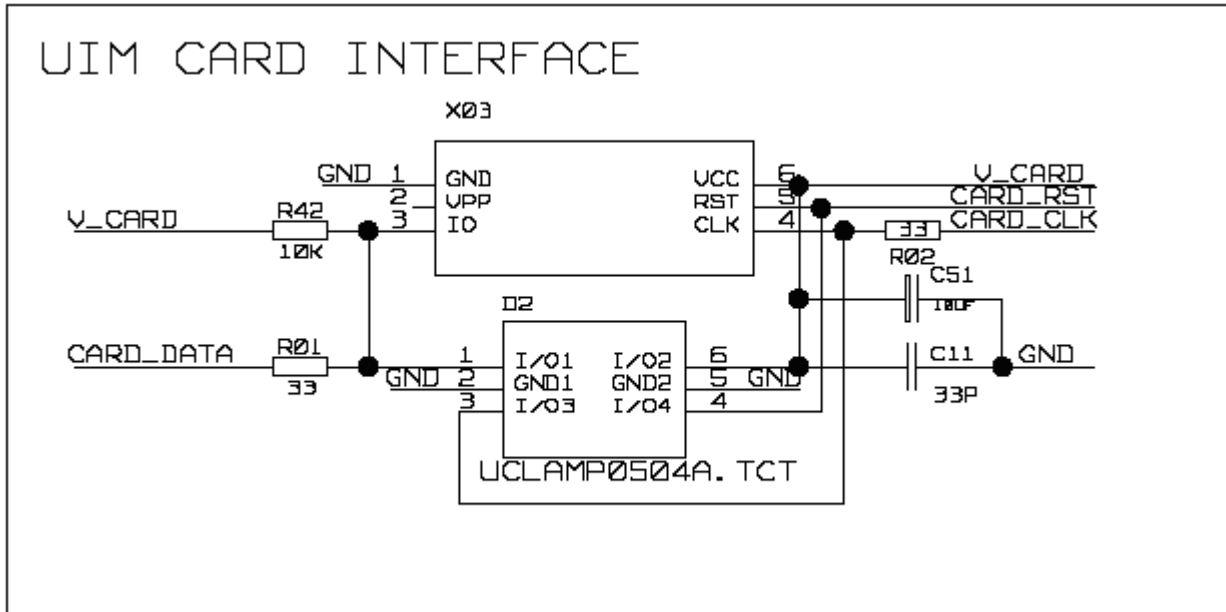 UIM CARD INTERFACE
X03
GND 1 GND VCC 6 V_CARD
2 VPP RST 5 CARD_RST
V_CARD R42 3 IO CLK 4 33 CARD_CLK
10K R02
C51
D2 10UF
CARD_DATA R01 1 I/O1 I/O2 6 C11 GND
33 GND 2 GND1 GND2 5 GND 33P
3 I/O3 I/O4 4
UCLAMP0504A.TCT